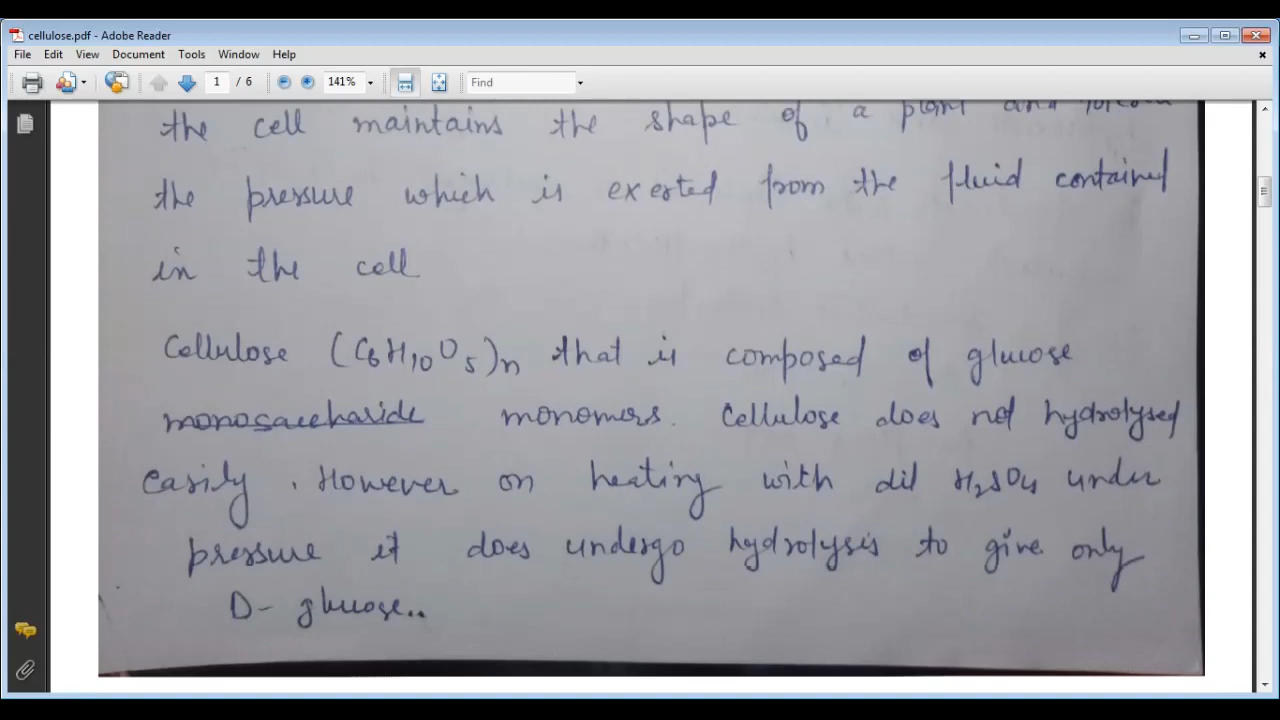 cellulose.pdf - Adobe Reader
File Edit View Document Tools Window Help
1 / 6 141% Find
the cell maintains the shape of a plant and
the pressure which is exerted from the fluid contained
in the cell
Cellulose (C6H10O5)n that is composed of glucose
monosaccharide monomers. Cellulose does not hydrolysed
easily. However on heating with dil H2SO4 under
pressure it does undergo hydrolysis to give only
D- glucose..